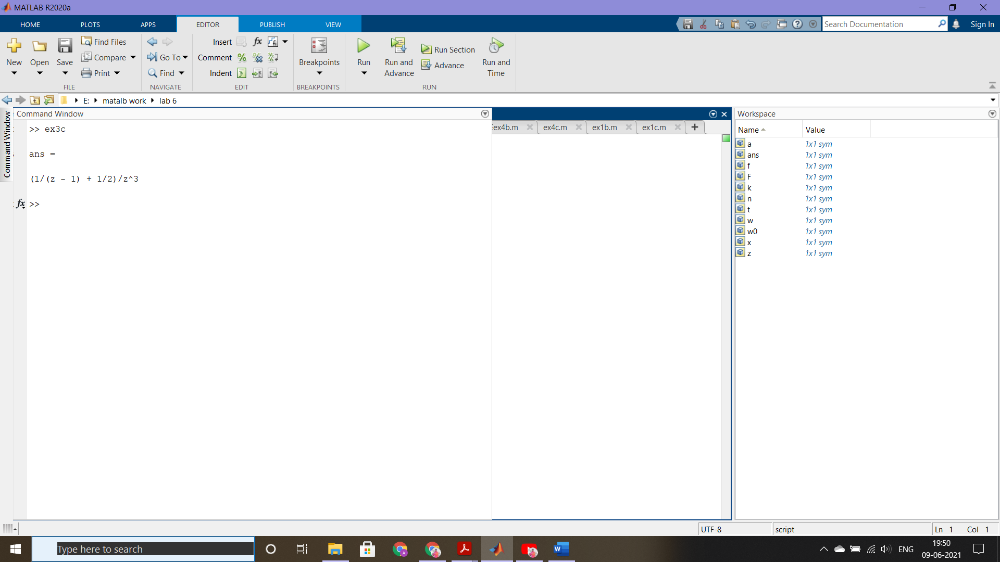 MATLAB R2020a
HOME PLOTS APPS EDITOR PUBLISH VIEW Search Documentation Sign In
New Open Save Find Files Compare Print FILE
Go To Find NAVIGATE
Insert fx Comment Indent EDIT
Breakpoints BREAKPOINTS
Run Run and Advance Run Section Advance Run and Time RUN
E: matalb work lab 6
Command Window
Command Window
>> ex3c
ans =
(1/(z - 1) + 1/2)/z^3
fx >>
ex4b.m ex4c.m ex1b.m ex1c.m
Workspace
Name Value
a 1x1 sym
ans 1x1 sym
f 1x1 sym
F 1x1 sym
k 1x1 sym
n 1x1 sym
t 1x1 sym
w 1x1 sym
w0 1x1 sym
x 1x1 sym
z 1x1 sym
UTF-8 script Ln 1 Col 1
Type here to search
ENG 19:50
09-06-2021